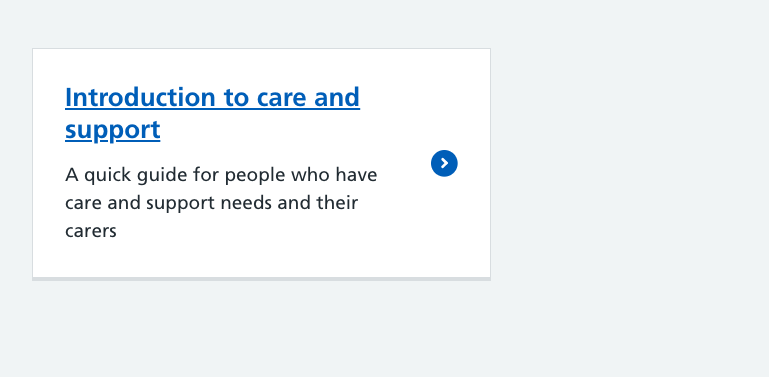 Introduction to care and
support
A quick guide for people who have
care and support needs and their
carers